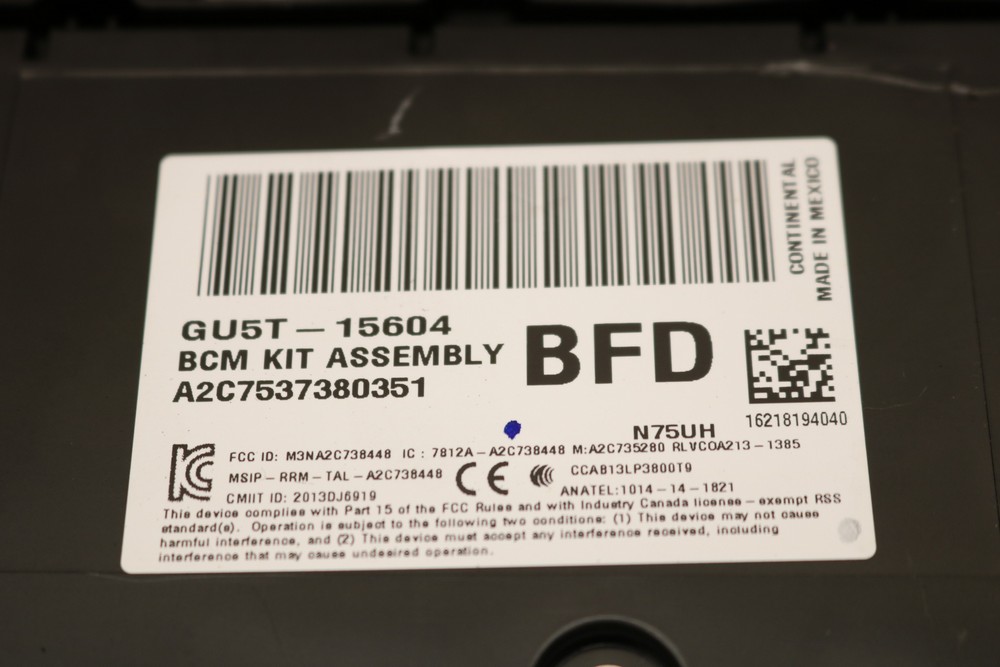 CONTINENTAL
MADE IN MEXICO
GU5T – 15604
BCM KIT ASSEMBLY
A2C7537380351
BFD
16218194040
N75UH
FCC ID: M3NA2C738448 IC : 7812A – A2C738448 M:A2C735280 RLVCOA213 – 1385
MSIP – RRM – TAL – A2C738448 CE CCAB13LP3800T9
CMIIT ID: 2013DJ6919 ANATEL:1014 – 14 – 1821
This device complies with Part 15 of the FCC Rules and with Industry Canada license – exempt RSS
standard(s). Operation is subject to the following two conditions: (1) This device may not cause
harmful interference, and (2) This device must accept any interference received, including
interference that may cause undesired operation.